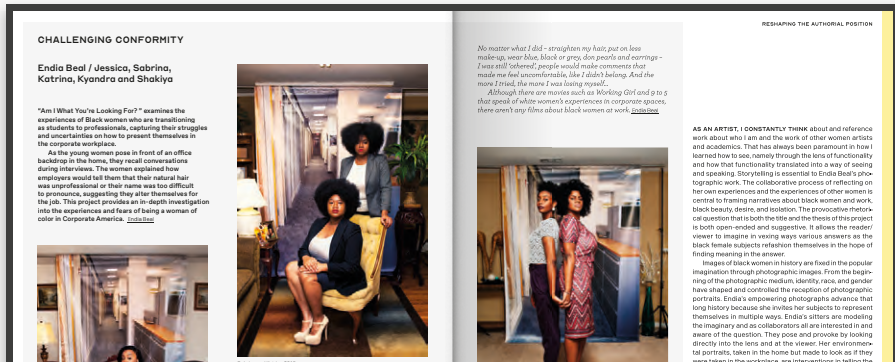 CHALLENGING CONFORMITY
Endia Beal / Jessica, Sabrina,
Katrina, Kyandra and Shakiya
"Am I What You're Looking For? " examines the
experiences of Black women who are transitioning
as students to professionals, capturing their struggles
and uncertainties on how to present themselves in
the corporate workplace.
As the young women pose in front of an office
backdrop in the home, they recall conversations
during interviews. The women explained how
employers would tell them that their natural hair
was unprofessional or their name was too difficult
to pronounce, suggesting they alter themselves for
the job. This project provides an in-depth investigation
into the experiences and fears of being a woman of
color in Corporate America. Endia Beal
No matter what I did – straighten my hair, put on less
make-up, wear blue, black or grey, don pearls and earrings –
I was still 'othered', people would make comments that
made me feel uncomfortable, like I didn't belong. And the
more I tried, the more I was losing myself...
Although there are movies such as Working Girl and 9 to 5
that speak of white women's experiences in corporate spaces,
there aren't any films about black women at work. Endia Beal
RESHAPING THE AUTHORIAL POSITION
AS AN ARTIST, I CONSTANTLY THINK about and reference
work about who I am and the work of other women artists
and academics. That has always been paramount in how I
learned how to see, namely through the lens of functionality
and how that functionality translated into a way of seeing
and speaking. Storytelling is essential to Endia Beal's pho-
tographic work. The collaborative process of reflecting on
her own experiences and the experiences of other women is
central to framing narratives about black women and work,
black beauty, desire, and isolation. The provocative rhetori-
cal question that is both the title and the thesis of this project
is both open-ended and suggestive. It allows the reader/
viewer to imagine in vexing ways various answers as the
black female subjects refashion themselves in the hope of
finding meaning in the answer.
Images of black women in history are fixed in the popular
imagination through photographic images. From the begin-
ning of the photographic medium, identity, race, and gender
have shaped and controlled the reception of photographic
portraits. Endia's empowering photographs advance that
long history because she invites her subjects to represent
themselves in multiple ways. Endia's sitters are modeling
the imaginary and as collaborators all are interested in and
aware of the question. They pose and provoke by looking
directly into the lens and at the viewer. Her environmen-
tal portraits, taken in the home but made to look as if they
were taken in the workplace, are interventions in telling the